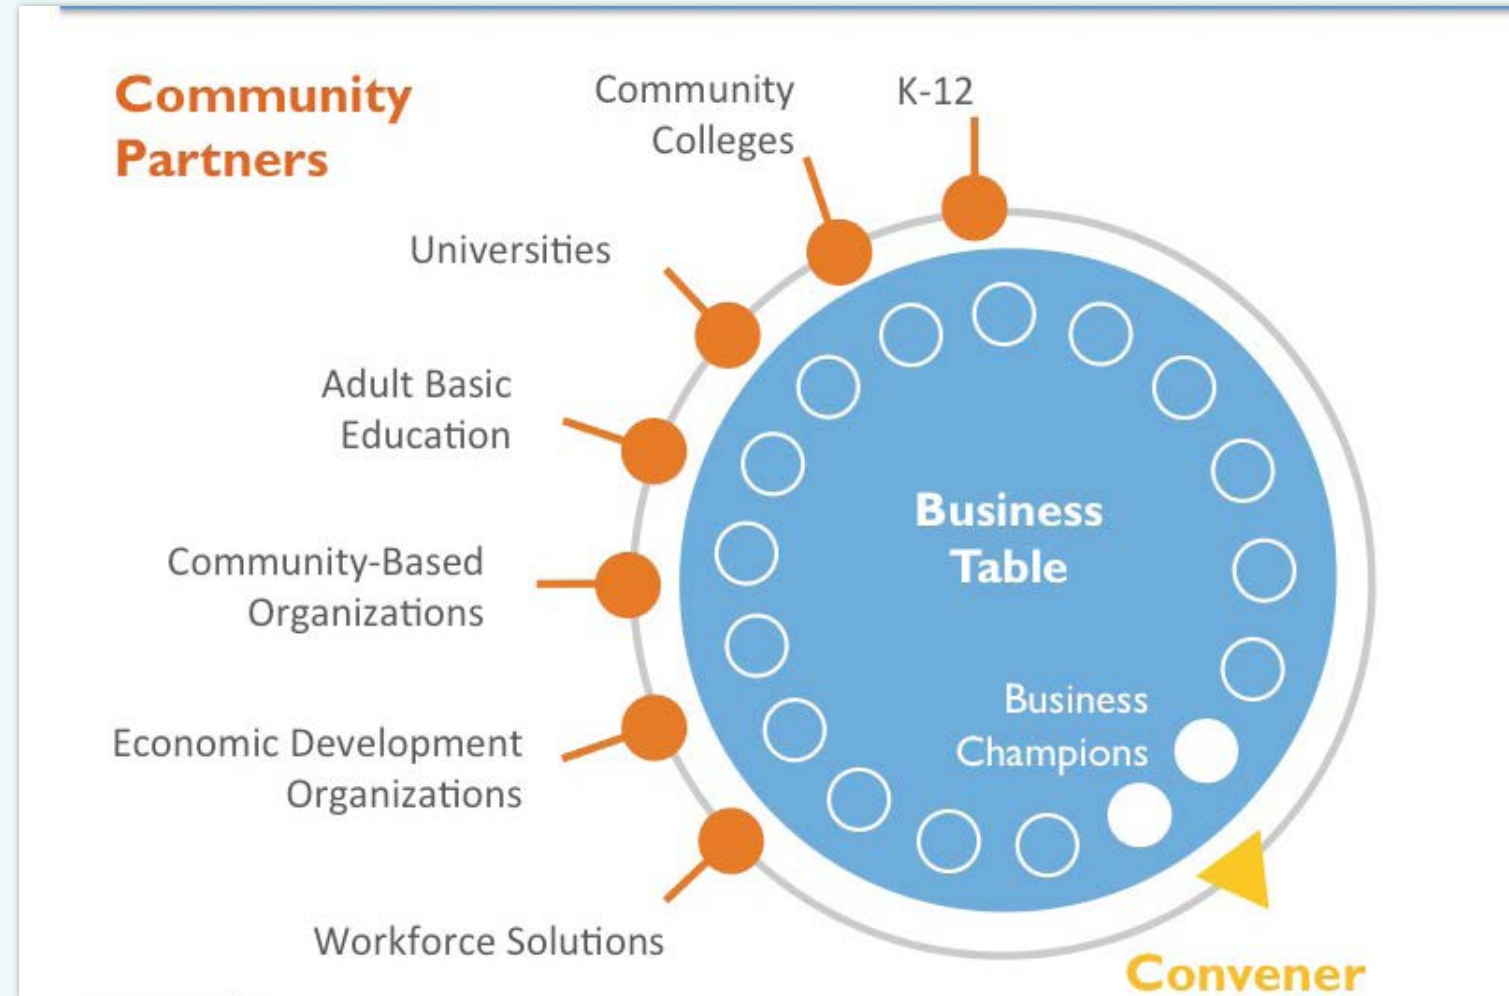 Community
Partners
Community
Colleges
K-12
Universities
Adult Basic
Education
Community-Based
Organizations
Economic Development
Organizations
Workforce Solutions
Business
Table
Business
Champions
Convener